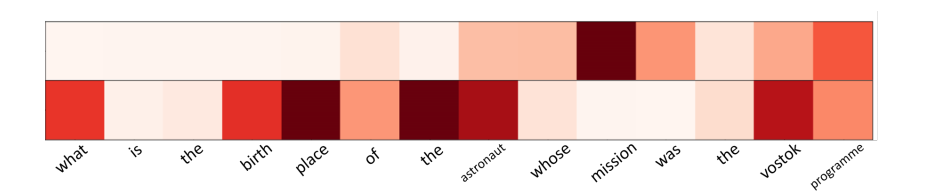 what is the birth place of the astronaut whose mission was the vostok programme